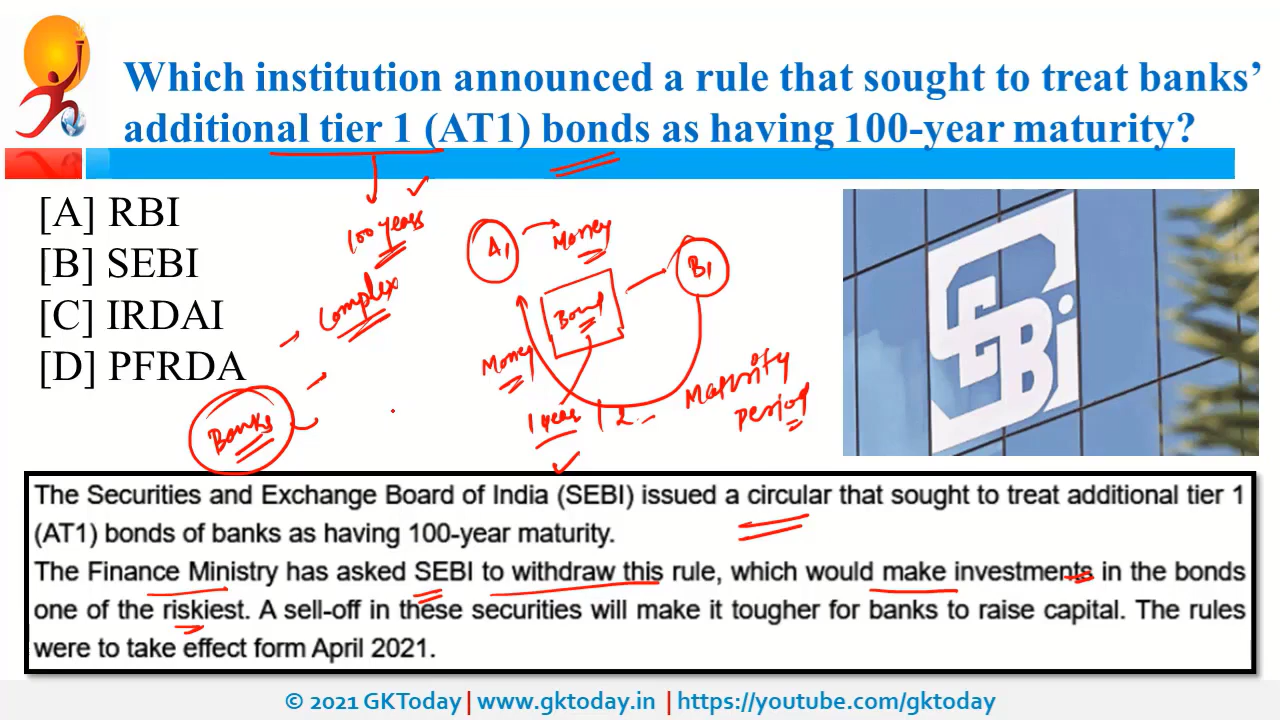 Which institution announced a rule that sought to treat banks’
additional tier 1 (AT1) bonds as having 100-year maturity?
[A] RBI
[B] SEBI
[C] IRDAI
[D] PFRDA
100 years
Complex
Banks
A1
Money
B1
Bond
Money
1 year
2
Maturity
period
SEBI
The Securities and Exchange Board of India (SEBI) issued a circular that sought to treat additional tier 1
(AT1) bonds of banks as having 100-year maturity.
The Finance Ministry has asked SEBI to withdraw this rule, which would make investments in the bonds
one of the riskiest. A sell-off in these securities will make it tougher for banks to raise capital. The rules
were to take effect form April 2021.
© 2021 GKToday | www.gktoday.in | https://youtube.com/gktoday